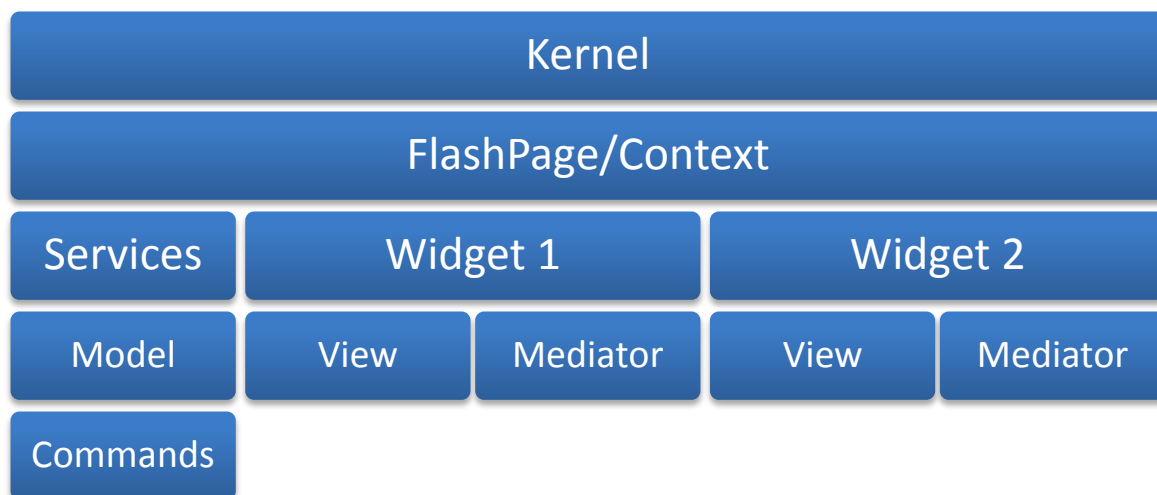 Kernel
FlashPage/Context
Services Widget 1 Widget 2
Model View Mediator View Mediator
Commands